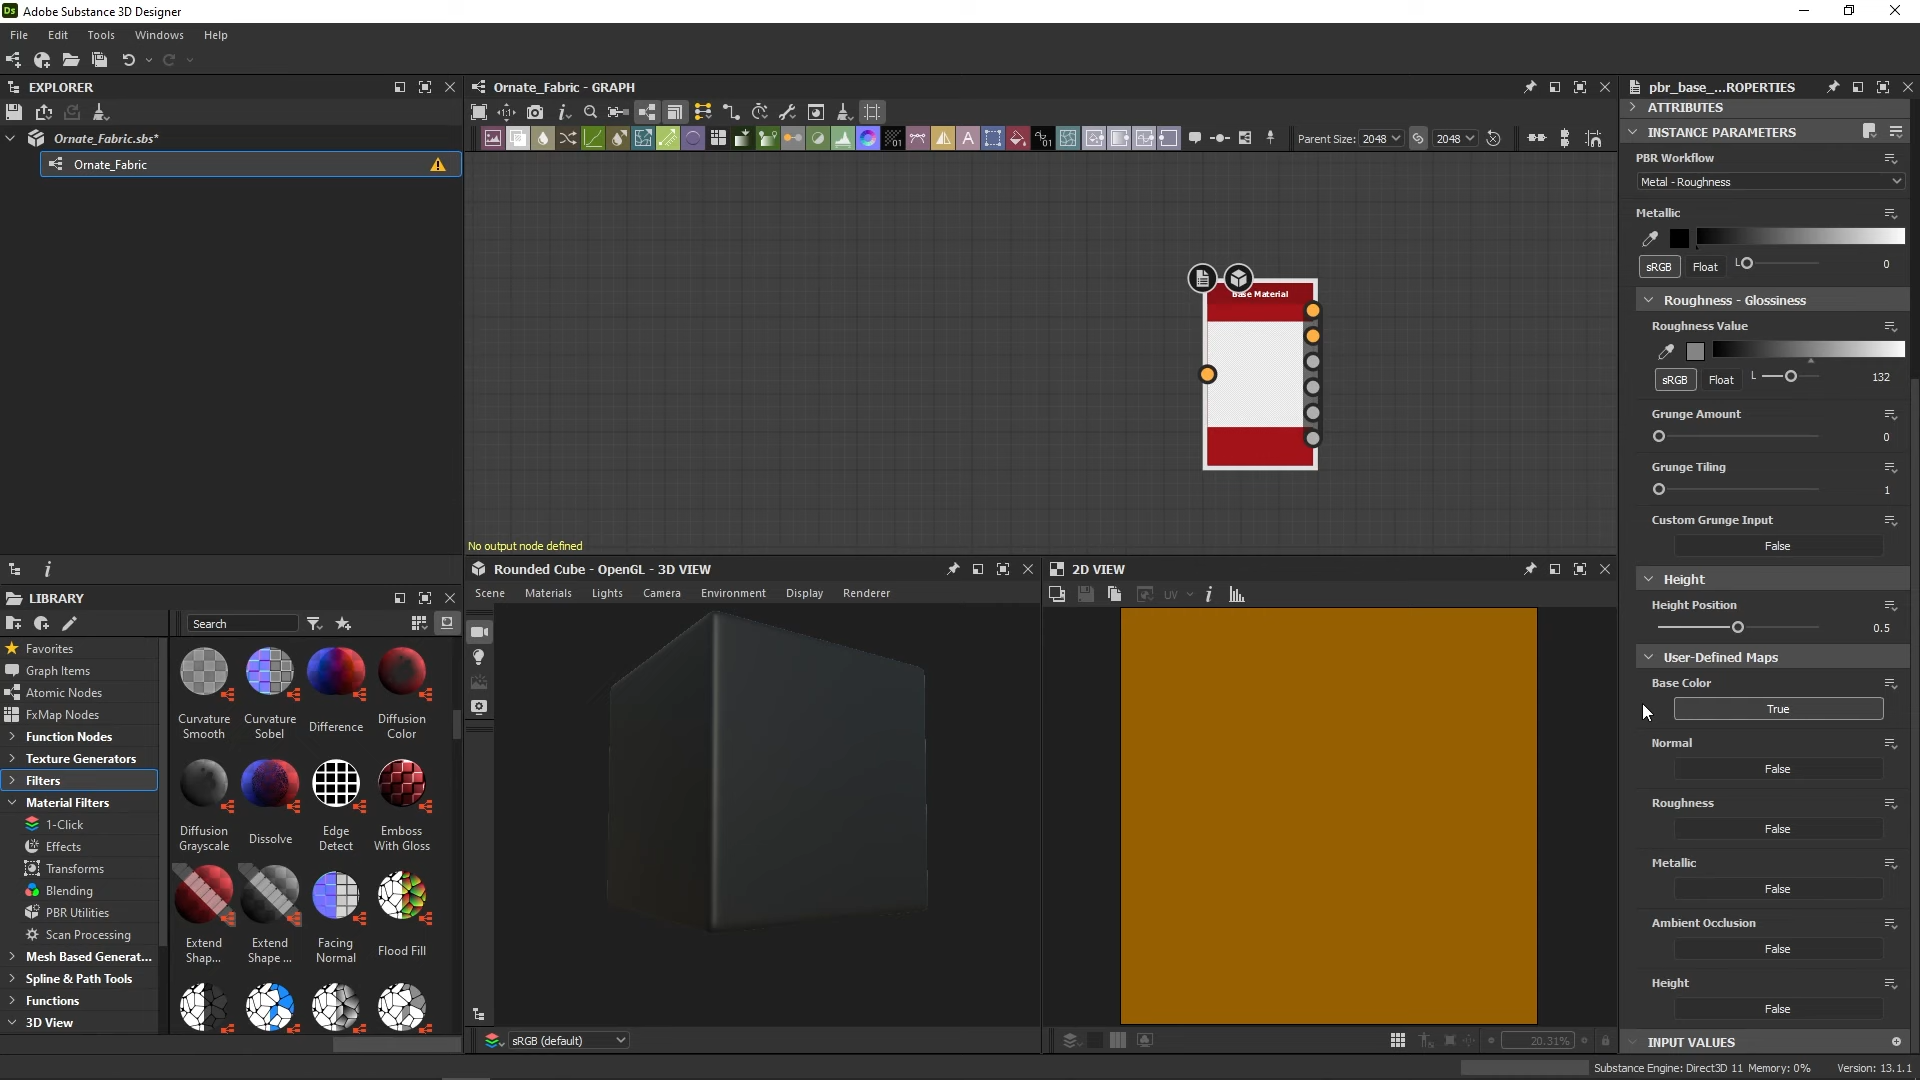 Ds Adobe Substance 3D Designer
File Edit Tools Windows Help
EXPLORER
Ornate_Fabric.sbs*
Ornate_Fabric
Ornate_Fabric - GRAPH
Parent Size: 2048 2048
Base Material
No output node defined
LIBRARY
Search
Favorites
Graph Items
Atomic Nodes
FxMap Nodes
Function Nodes
Texture Generators
Filters
Material Filters
1-Click
Effects
Transforms
Blending
PBR Utilities
Scan Processing
Mesh Based Generat...
Spline & Path Tools
Functions
3D View
Curvature Smooth
Curvature Sobel
Difference
Diffusion Color
Diffusion Grayscale
Dissolve
Edge Detect
Emboss With Gloss
Extend Shap...
Extend Shape ...
Facing Normal
Flood Fill
Rounded Cube - OpenGL - 3D VIEW
Scene Materials Lights Camera Environment Display Renderer
sRGB (default)
2D VIEW
UV
20.31%
pbr_base_...ROPERTIES
ATTRIBUTES
INSTANCE PARAMETERS
PBR Workflow
Metal - Roughness
Metallic
sRGB Float 0
Roughness - Glossiness
Roughness Value
sRGB Float 132
Grunge Amount
0
Grunge Tiling
1
Custom Grunge Input
False
Height
Height Position
0.5
User-Defined Maps
Base Color
True
Normal
False
Roughness
False
Metallic
False
Ambient Occlusion
False
Height
False
INPUT VALUES
Substance Engine: Direct3D 11 Memory: 0% Version: 13.1.1